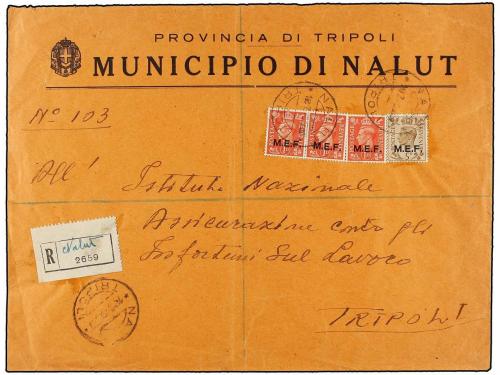 PROVINCIA DI TRIPOLI
MUNICIPIO DI NALUT
Nº 103
M.E.F. M.E.F. M.E.F. M.E.F.
All'
Istituto Nazionale
Assicurazione contro gli
Infortuni sul Lavoro
R Nalut
2659
TRIPOLI